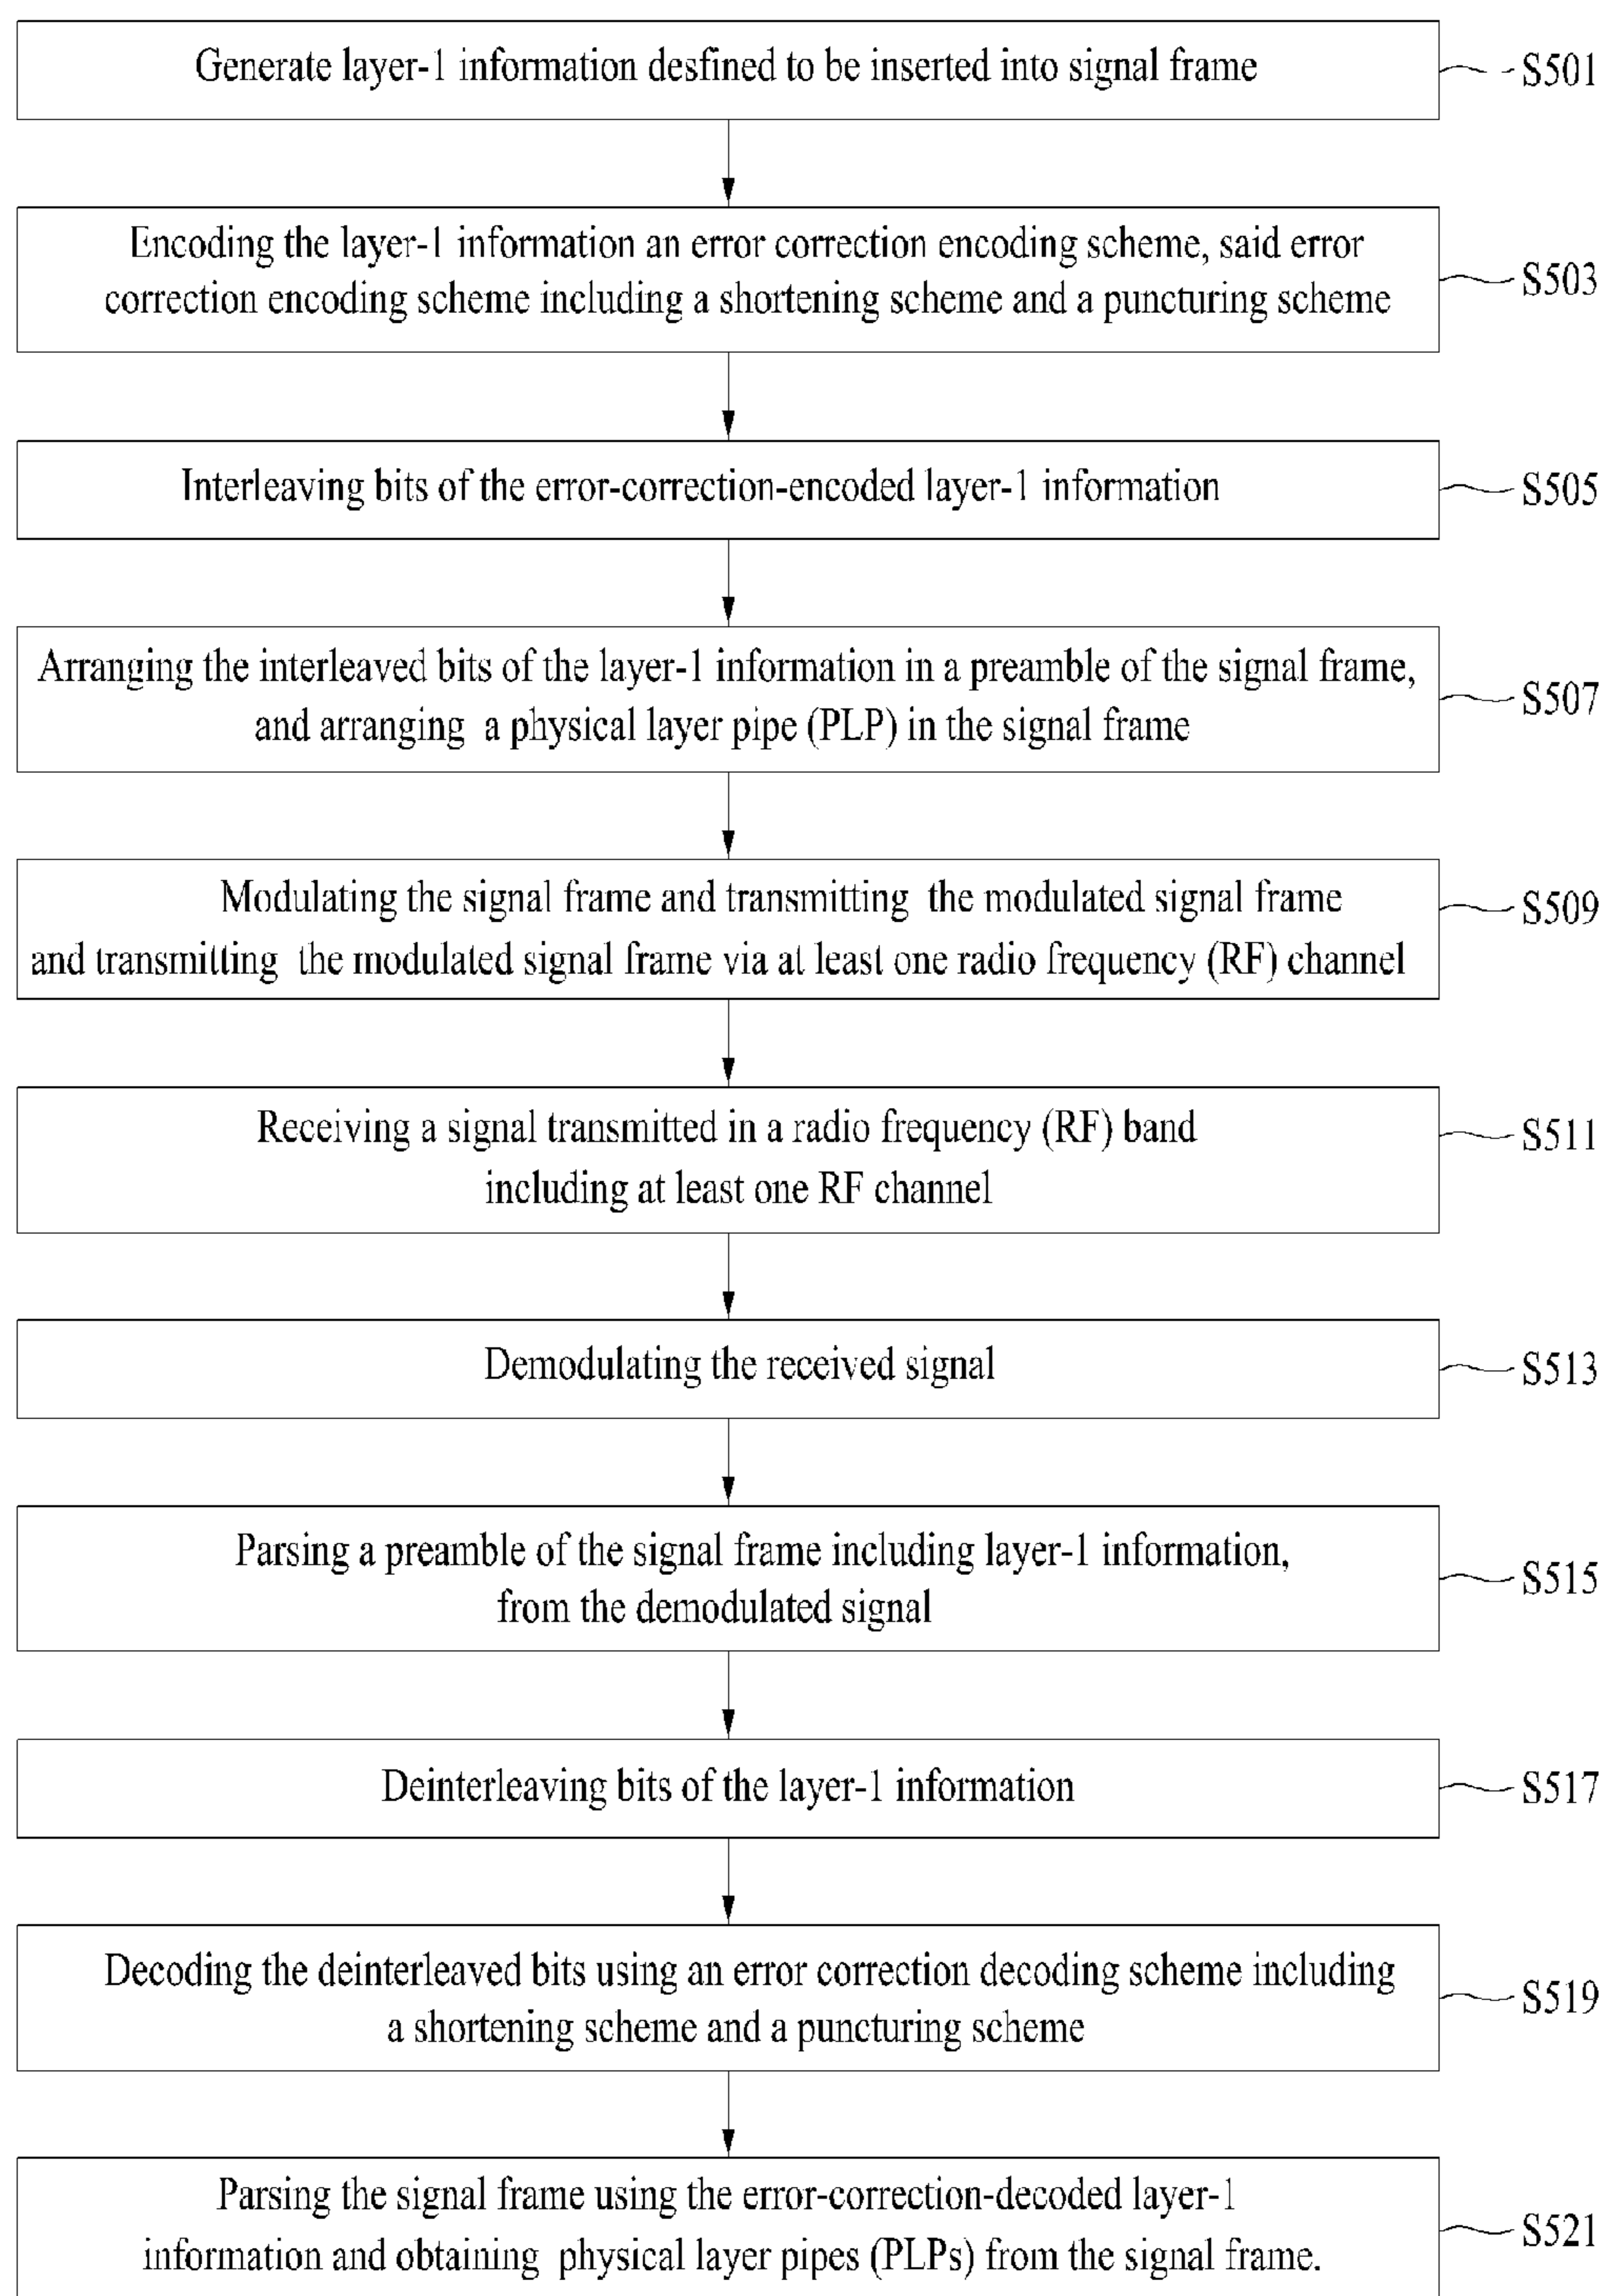 Generate layer-1 information desfined to be inserted into signal frame
S501
Encoding the layer-1 information an error correction encoding scheme, said error
correction encoding scheme including a shortening scheme and a puncturing scheme
S503
Interleaving bits of the error-correction-encoded layer-1 information
S505
Arranging the interleaved bits of the layer-1 information in a preamble of the signal frame,
and arranging a physical layer pipe (PLP) in the signal frame
S507
Modulating the signal frame and transmitting the modulated signal frame
and transmitting the modulated signal frame via at least one radio frequency (RF) channel
S509
Receiving a signal transmitted in a radio frequency (RF) band
including at least one RF channel
S511
Demodulating the received signal
S513
Parsing a preamble of the signal frame including layer-1 information,
from the demodulated signal
S515
Deinterleaving bits of the layer-1 information
S517
Decoding the deinterleaved bits using an error correction decoding scheme including
a shortening scheme and a puncturing scheme
S519
Parsing the signal frame using the error-correction-decoded layer-1
information and obtaining physical layer pipes (PLPs) from the signal frame.
S521